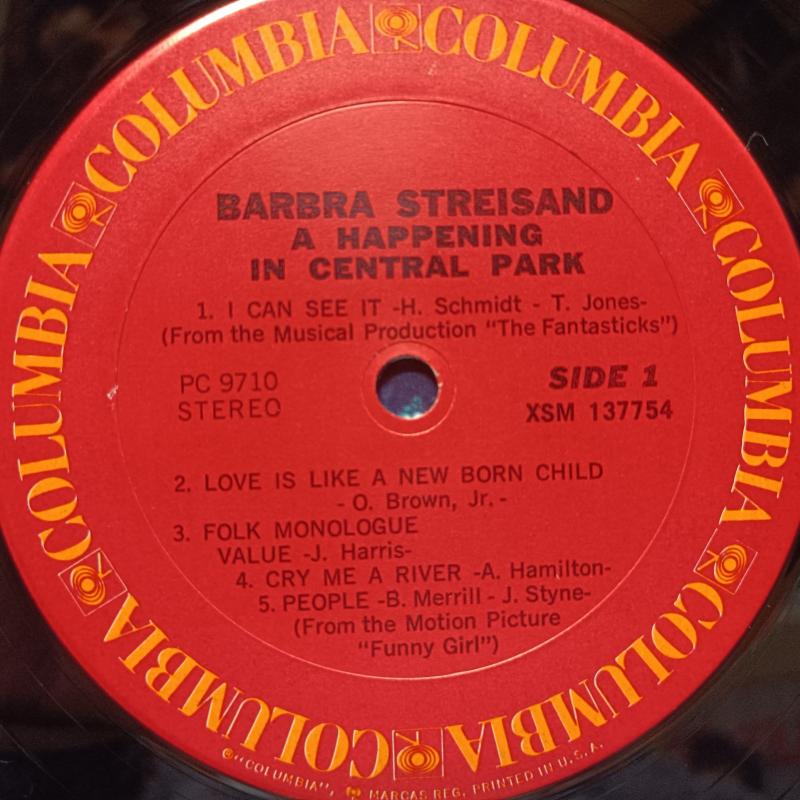 BARBRA STREISAND
A HAPPENING
IN CENTRAL PARK
1. I CAN SEE IT -H. Schmidt - T. Jones-
(From the Musical Production "The Fantasticks")
PC 9710
STEREO
SIDE 1
XSM 137754
2. LOVE IS LIKE A NEW BORN CHILD
- O. Brown, Jr. -
3. FOLK MONOLOGUE
VALUE -J. Harris-
4. CRY ME A RIVER -A. Hamilton-
5. PEOPLE -B. Merrill - J. Styne-
(From the Motion Picture
"Funny Girl")
COLUMBIA
COLUMBIA
COLUMBIA
COLUMBIA
COLUMBIA
COLUMBIA
COLUMBIA
COLUMBIA
"COLUMBIA", MARCAS REG. PRINTED IN U.S.A.